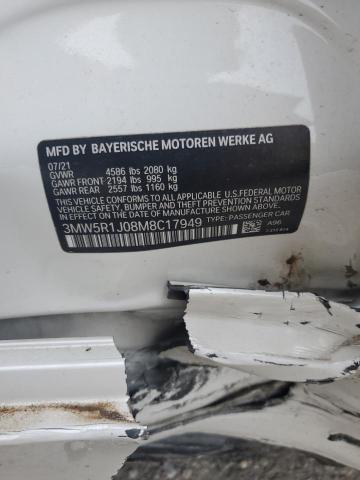 MFD BY BAYERISCHE MOTOREN WERKE AG
07/21
GVWR 4586 lbs 2080 kg
GAWR FRONT 2194 lbs 995 kg
GAWR REAR 2557 lbs 1160 kg
THIS VEHICLE CONFORMS TO ALL APPLICABLE U.S.FEDERAL MOTOR
VEHICLE SAFETY, BUMPER AND THEFT PREVENTION STANDARDS IN
EFFECT ON THE DATE OF MANUFACTURE SHOWN ABOVE
3MW5R1J08M8C17949 TYPE: PASSENGER CAR
A96